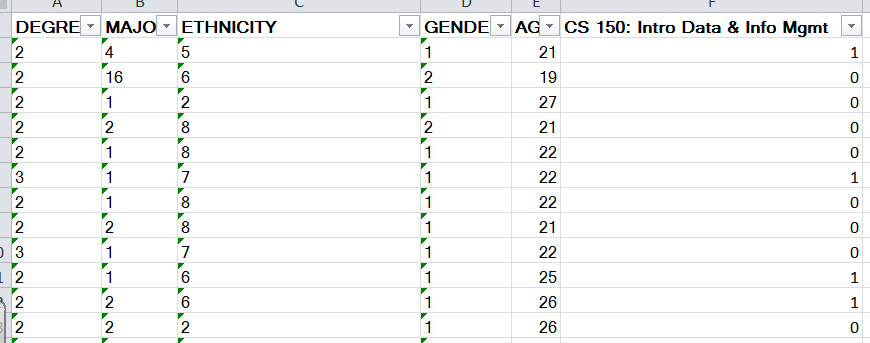 A B C D E F
DEGRE MAJO ETHNICITY GENDE AG CS 150: Intro Data & Info Mgmt
2 4 5 1 21 1
2 16 6 2 19 0
2 1 2 1 27 0
2 2 8 2 21 0
2 1 8 1 22 0
3 1 7 1 22 1
2 1 8 1 22 0
2 2 8 1 21 0
3 1 7 1 22 0
2 1 6 1 25 1
2 2 6 1 26 1
2 2 2 1 26 0